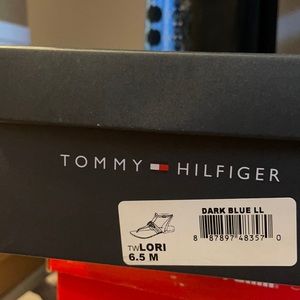 TOMMY HILFIGER
DARK BLUE LL
8 87897 48357 0
TWLORI
6.5 M